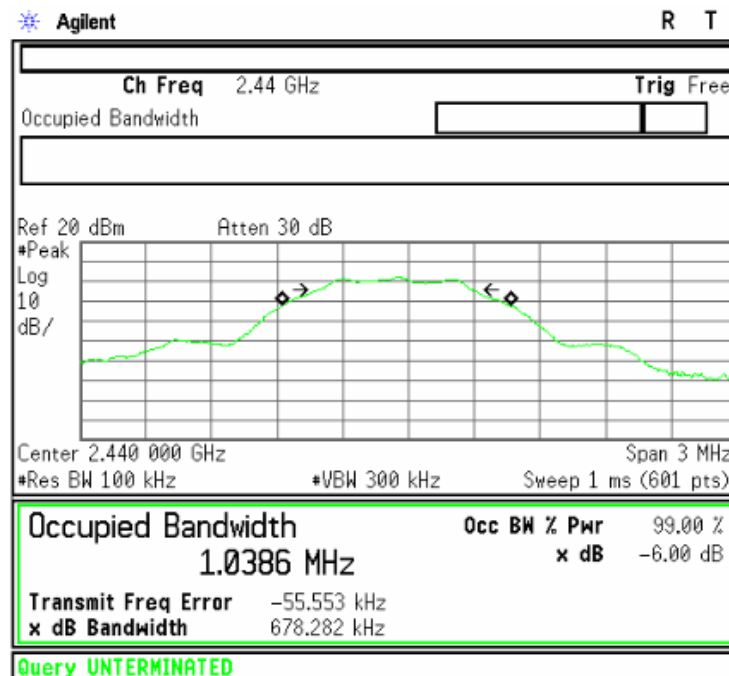 Agilent R T
Ch Freq 2.44 GHz Trig Free
Occupied Bandwidth
Ref 20 dBm Atten 30 dB
#Peak
Log
10
dB/
Center 2.440 000 GHz Span 3 MHz
#Res BW 100 kHz #VBW 300 kHz Sweep 1 ms (601 pts)
Occupied Bandwidth Occ BW % Pwr 99.00 %
1.0386 MHz x dB -6.00 dB
Transmit Freq Error -55.553 kHz
x dB Bandwidth 678.282 kHz
Query UNTERMINATED